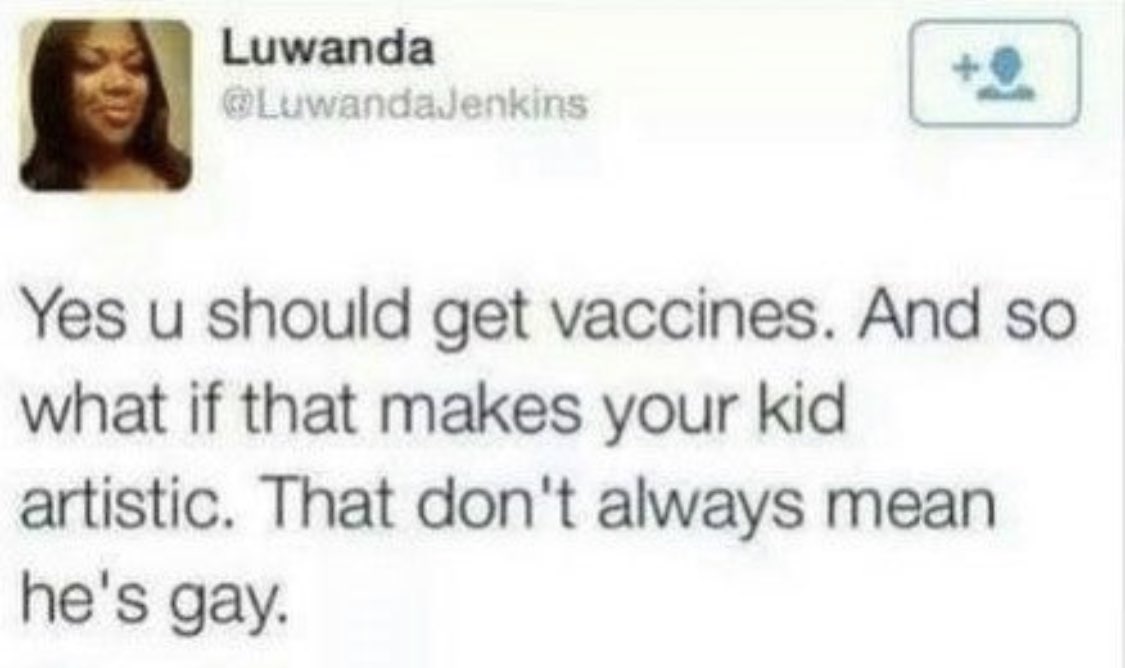 Luwanda
@LuwandaJenkins
Yes u should get vaccines. And so
what if that makes your kid
artistic. That don't always mean
he's gay.